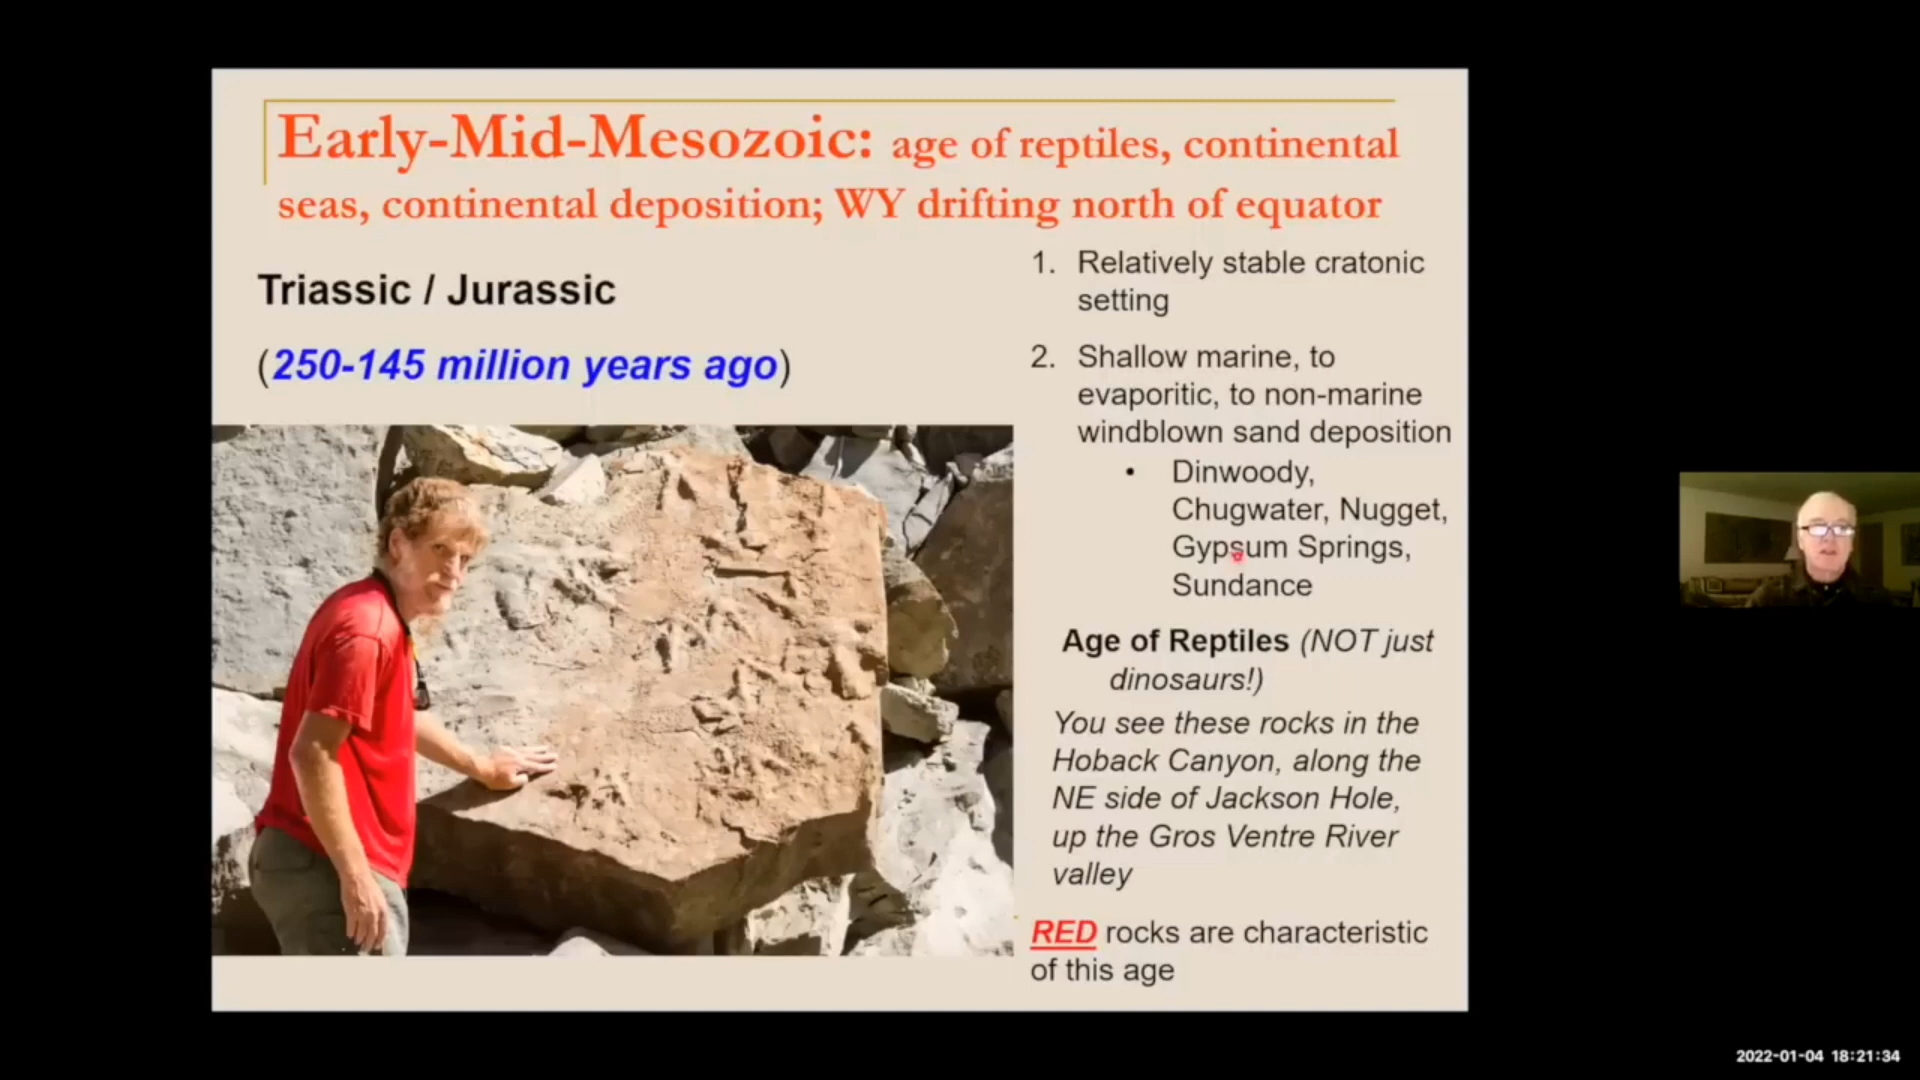 Early-Mid-Mesozoic: age of reptiles, continental
seas, continental deposition; WY drifting north of equator
Triassic / Jurassic
(250-145 million years ago)
1. Relatively stable cratonic
setting
2. Shallow marine, to
evaporitic, to non-marine
windblown sand deposition
• Dinwoody,
Chugwater, Nugget,
Gypsum Springs,
Sundance
Age of Reptiles (NOT just
dinosaurs!)
You see these rocks in the
Hoback Canyon, along the
NE side of Jackson Hole,
up the Gros Ventre River
valley
RED rocks are characteristic
of this age
2022-01-04 18:21:34